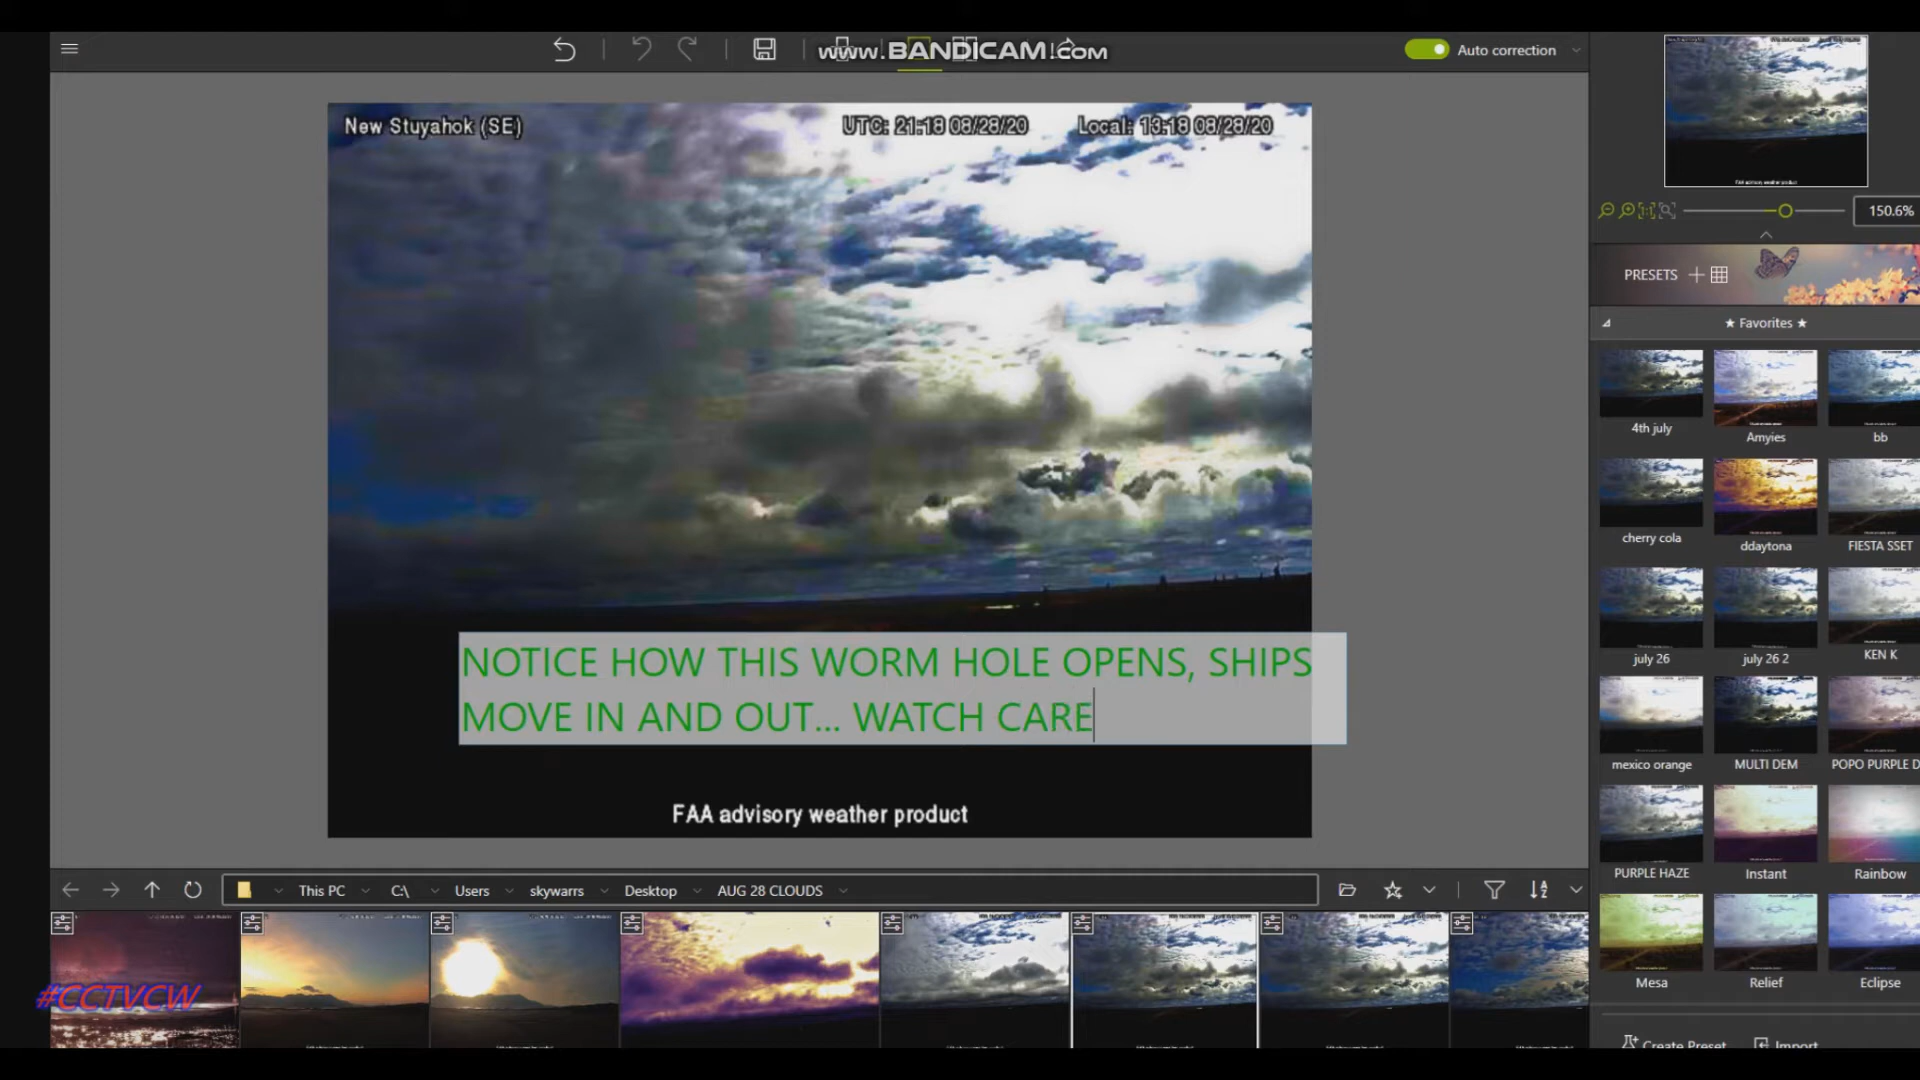 www.BANDICAM.com
Auto correction
New Stuyahok (SE)
UTC: 21:18 08/28/20
Local: 13:18 08/28/20
FAA advisory weather product
150.6%
PRESETS
★ Favorites ★
4th july
Amyies
bb
cherry cola
ddaytona
FIESTA SSET
july 26
july 26 2
KEN K
mexico orange
MULTI DEM
POPO PURPLE D
PURPLE HAZE
Instant
Rainbow
Mesa
Relief
Eclipse
Create Preset
Import
NOTICE HOW THIS WORM HOLE OPENS, SHIPS
MOVE IN AND OUT... WATCH CARE
FAA advisory weather product
This PC
C:\
Users
skywarrs
Desktop
AUG 28 CLOUDS
#CCTVCW